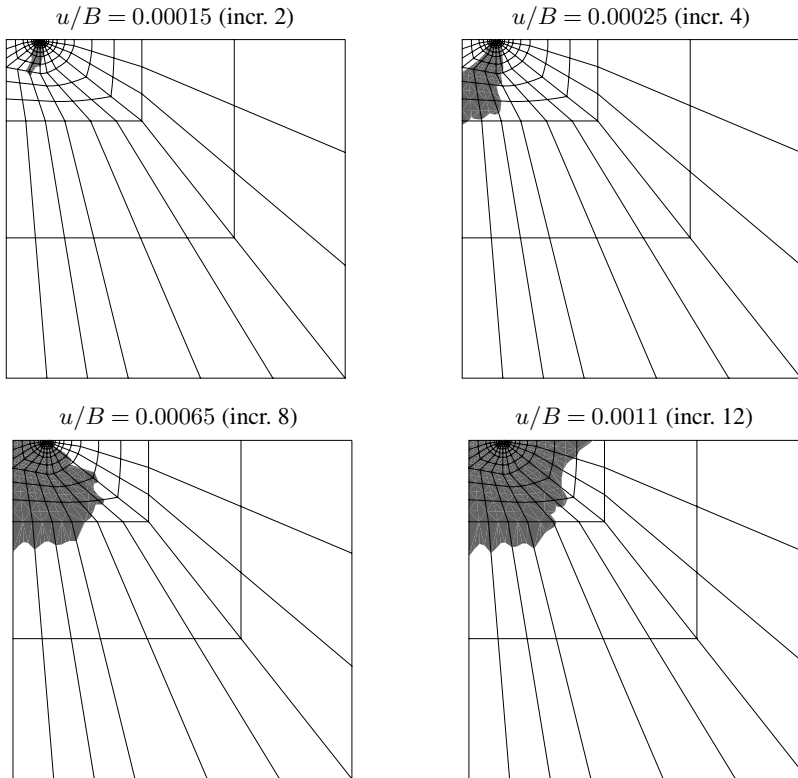 u/B = 0.00015 (incr. 2)
u/B = 0.00025 (incr. 4)
u/B = 0.00065 (incr. 8)
u/B = 0.0011 (incr. 12)